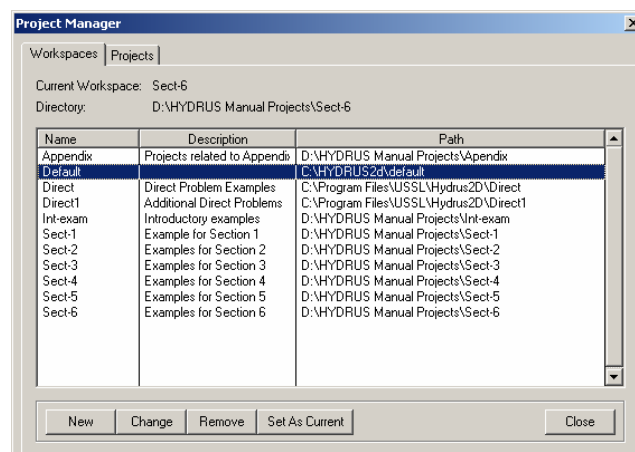 Project Manager
Workspaces Projects
Current Workspace: Sect-6
Directory: D:\HYDRUS Manual Projects\Sect-6
Name Description Path
Appendix Projects related to Appendi D:\HYDRUS Manual Projects\Apendix
Default C:\HYDRUS2d\default
Direct Direct Problem Examples C:\Program Files\USSL\Hydrus2D\Direct
Direct1 Additional Direct Problems C:\Program Files\USSL\Hydrus2D\Direct1
Int-exam Introductory examples D:\HYDRUS Manual Projects\Int-exam
Sect-1 Example for Section 1 D:\HYDRUS Manual Projects\Sect-1
Sect-2 Examples for Section 2 D:\HYDRUS Manual Projects\Sect-2
Sect-3 Examples for Section 3 D:\HYDRUS Manual Projects\Sect-3
Sect-4 Examples for Section 4 D:\HYDRUS Manual Projects\Sect-4
Sect-5 Examples for Section 5 D:\HYDRUS Manual Projects\Sect-5
Sect-6 Examples for Section 6 D:\HYDRUS Manual Projects\Sect-6
New Change Remove Set As Current Close